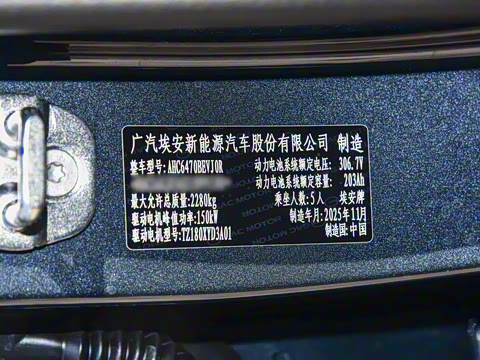 广汽埃安新能源汽车股份有限公司 制造
整车型号:AHC6470BEVJ0R 动力电池系统额定电压: 306.7V
动力电池系统额定容量: 203Ah
最大允许总质量:2280kg 乘坐人数:5人 埃安牌
驱动电机峰值功率:150kW 制造年月:2025年11月
驱动电机型号:TZ180XYD3A01 制造国:中国